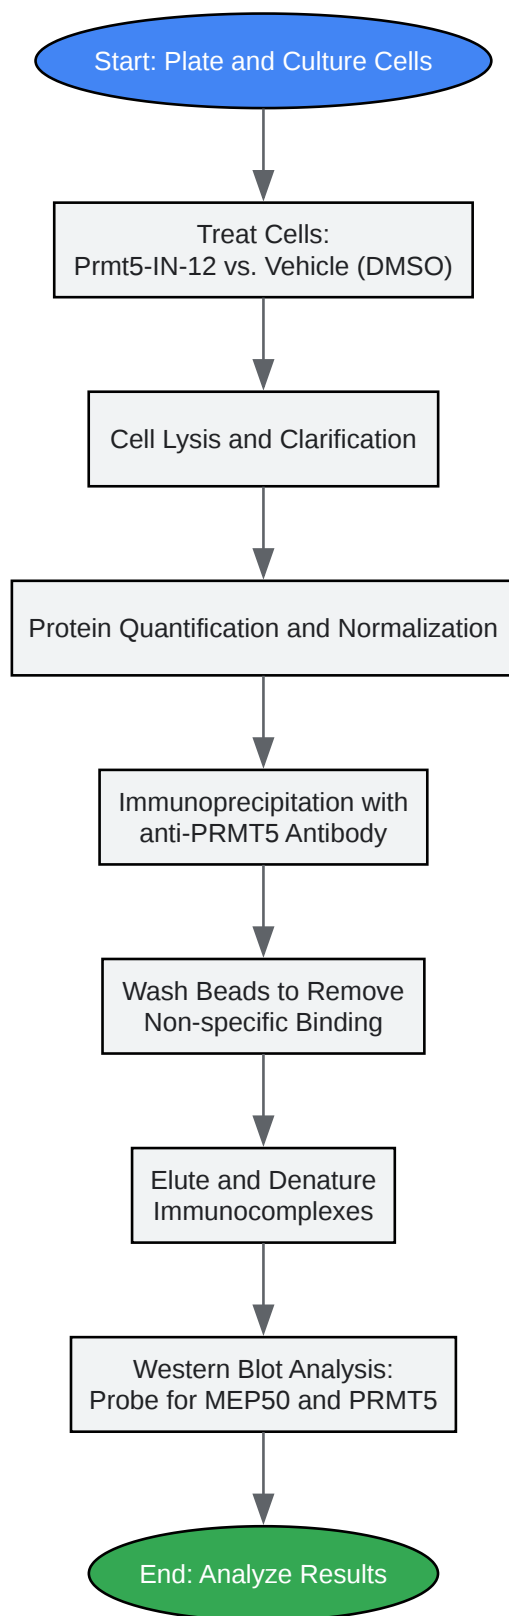 Start: Plate and Culture Cells
Treat Cells:
Prmt5-IN-12 vs. Vehicle (DMSO)
Cell Lysis and Clarification
Protein Quantification and Normalization
Immunoprecipitation with
anti-PRMT5 Antibody
Wash Beads to Remove
Non-specific Binding
Elute and Denature
Immunocomplexes
Western Blot Analysis:
Probe for MEP50 and PRMT5
End: Analyze Results